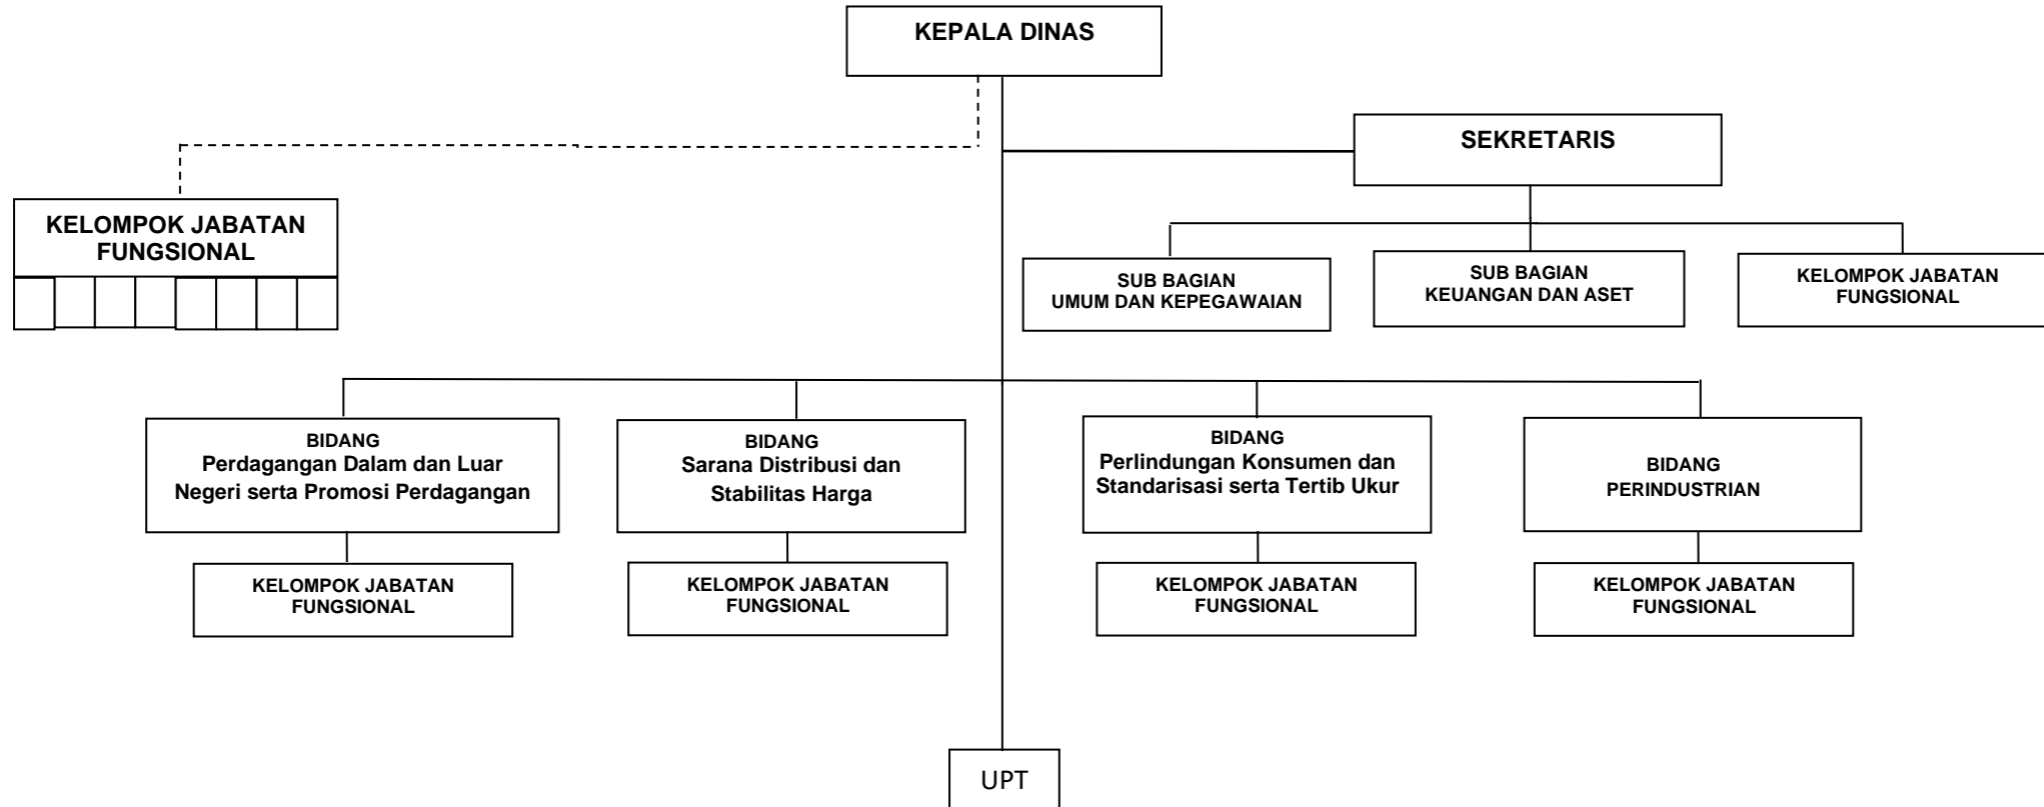 KEPALA DINAS
SEKRETARIS
KELOMPOK JABATAN
FUNGSIONAL
SUB BAGIAN
UMUM DAN KEPEGAWAIAN
SUB BAGIAN
KEUANGAN DAN ASET
KELOMPOK JABATAN
FUNGSIONAL
BIDANG
Perdagangan Dalam dan Luar
Negeri serta Promosi Perdagangan
BIDANG
Sarana Distribusi dan
Stabilitas Harga
BIDANG
Perlindungan Konsumen dan
Standarisasi serta Tertib Ukur
BIDANG
PERINDUSTRIAN
KELOMPOK JABATAN
FUNGSIONAL
KELOMPOK JABATAN
FUNGSIONAL
KELOMPOK JABATAN
FUNGSIONAL
KELOMPOK JABATAN
FUNGSIONAL
UPT